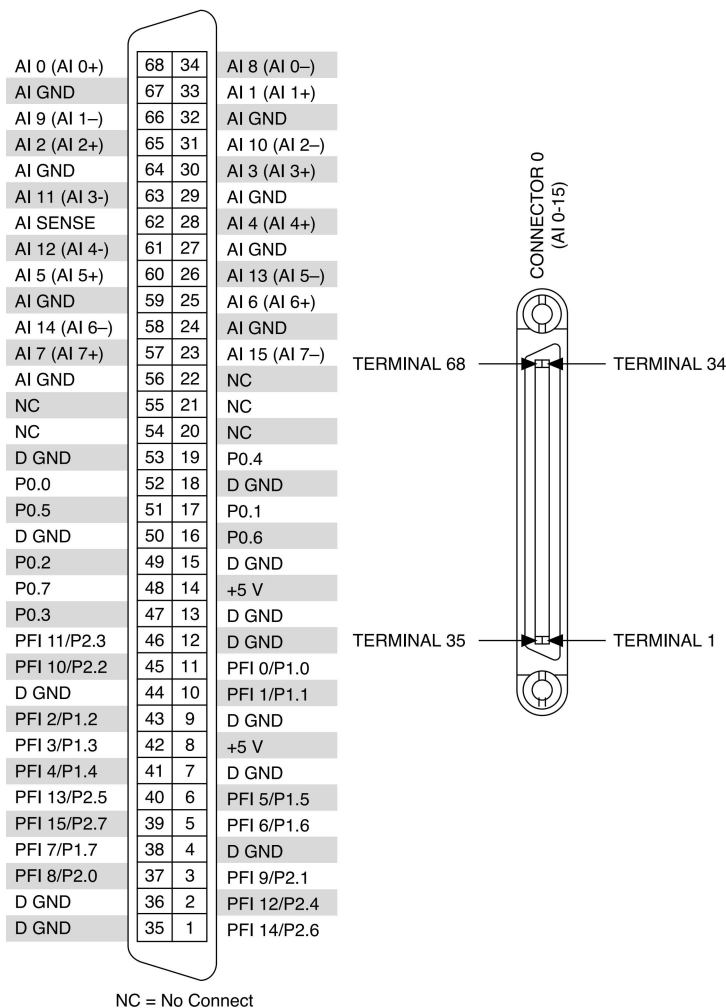 AI 0 (AI 0+) 68 34 AI 8 (AI 0–)
AI GND 67 33 AI 1 (AI 1+)
AI 9 (AI 1–) 66 32 AI GND
AI 2 (AI 2+) 65 31 AI 10 (AI 2–)
AI GND 64 30 AI 3 (AI 3+)
AI 11 (AI 3-) 63 29 AI GND
AI SENSE 62 28 AI 4 (AI 4+)
AI 12 (AI 4-) 61 27 AI GND
AI 5 (AI 5+) 60 26 AI 13 (AI 5–)
AI GND 59 25 AI 6 (AI 6+)
AI 14 (AI 6–) 58 24 AI GND
AI 7 (AI 7+) 57 23 AI 15 (AI 7–)
AI GND 56 22 NC
NC 55 21 NC
NC 54 20 NC
D GND 53 19 P0.4
P0.0 52 18 D GND
P0.5 51 17 P0.1
D GND 50 16 P0.6
P0.2 49 15 D GND
P0.7 48 14 +5 V
P0.3 47 13 D GND
PFI 11/P2.3 46 12 D GND
PFI 10/P2.2 45 11 PFI 0/P1.0
D GND 44 10 PFI 1/P1.1
PFI 2/P1.2 43 9 D GND
PFI 3/P1.3 42 8 +5 V
PFI 4/P1.4 41 7 D GND
PFI 13/P2.5 40 6 PFI 5/P1.5
PFI 15/P2.7 39 5 PFI 6/P1.6
PFI 7/P1.7 38 4 D GND
PFI 8/P2.0 37 3 PFI 9/P2.1
D GND 36 2 PFI 12/P2.4
D GND 35 1 PFI 14/P2.6
NC = No Connect
CONNECTOR 0
(AI 0-15)
TERMINAL 68
TERMINAL 34
TERMINAL 35
TERMINAL 1